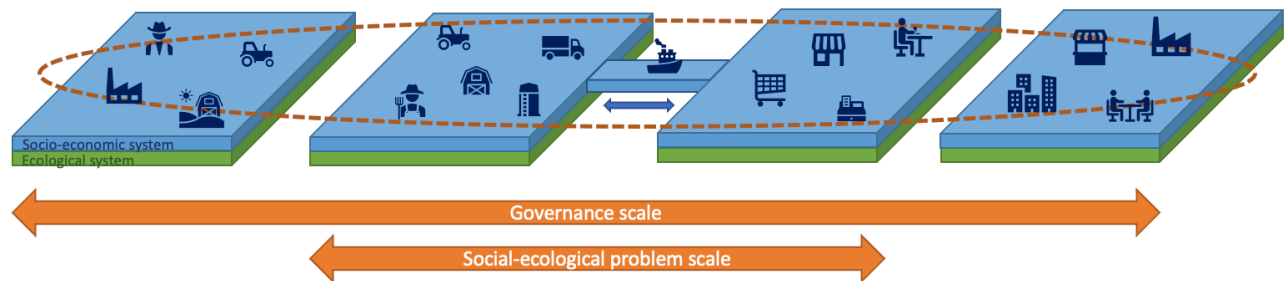 Socio-economic system
Ecological system
Governance scale
Social-ecological problem scale